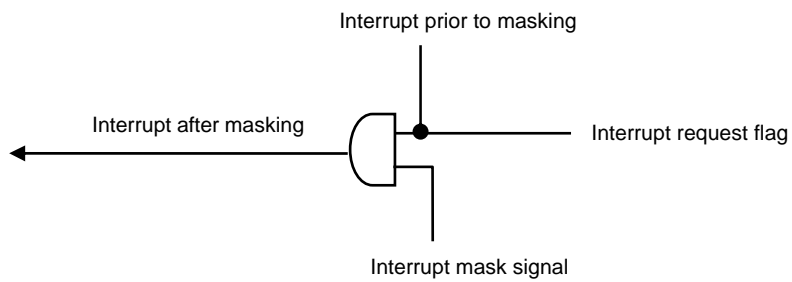 Interrupt prior to masking
Interrupt after masking
Interrupt request flag
Interrupt mask signal